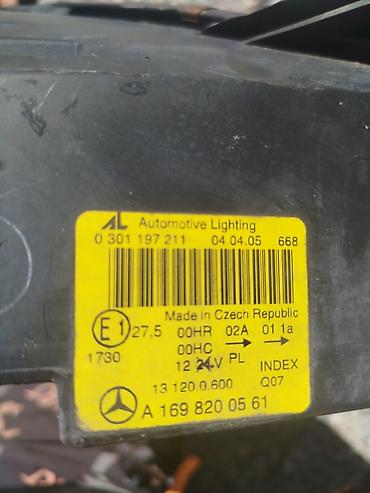 AL Automotive Lighting
0 301 197 211 04.04.05 668
Made in Czech Republic
E1 27,5 00HR 02A 01 1a
1730 00HC → →
12 24V PL INDEX
13 120 0.600 Q07
A 169 820 05 61